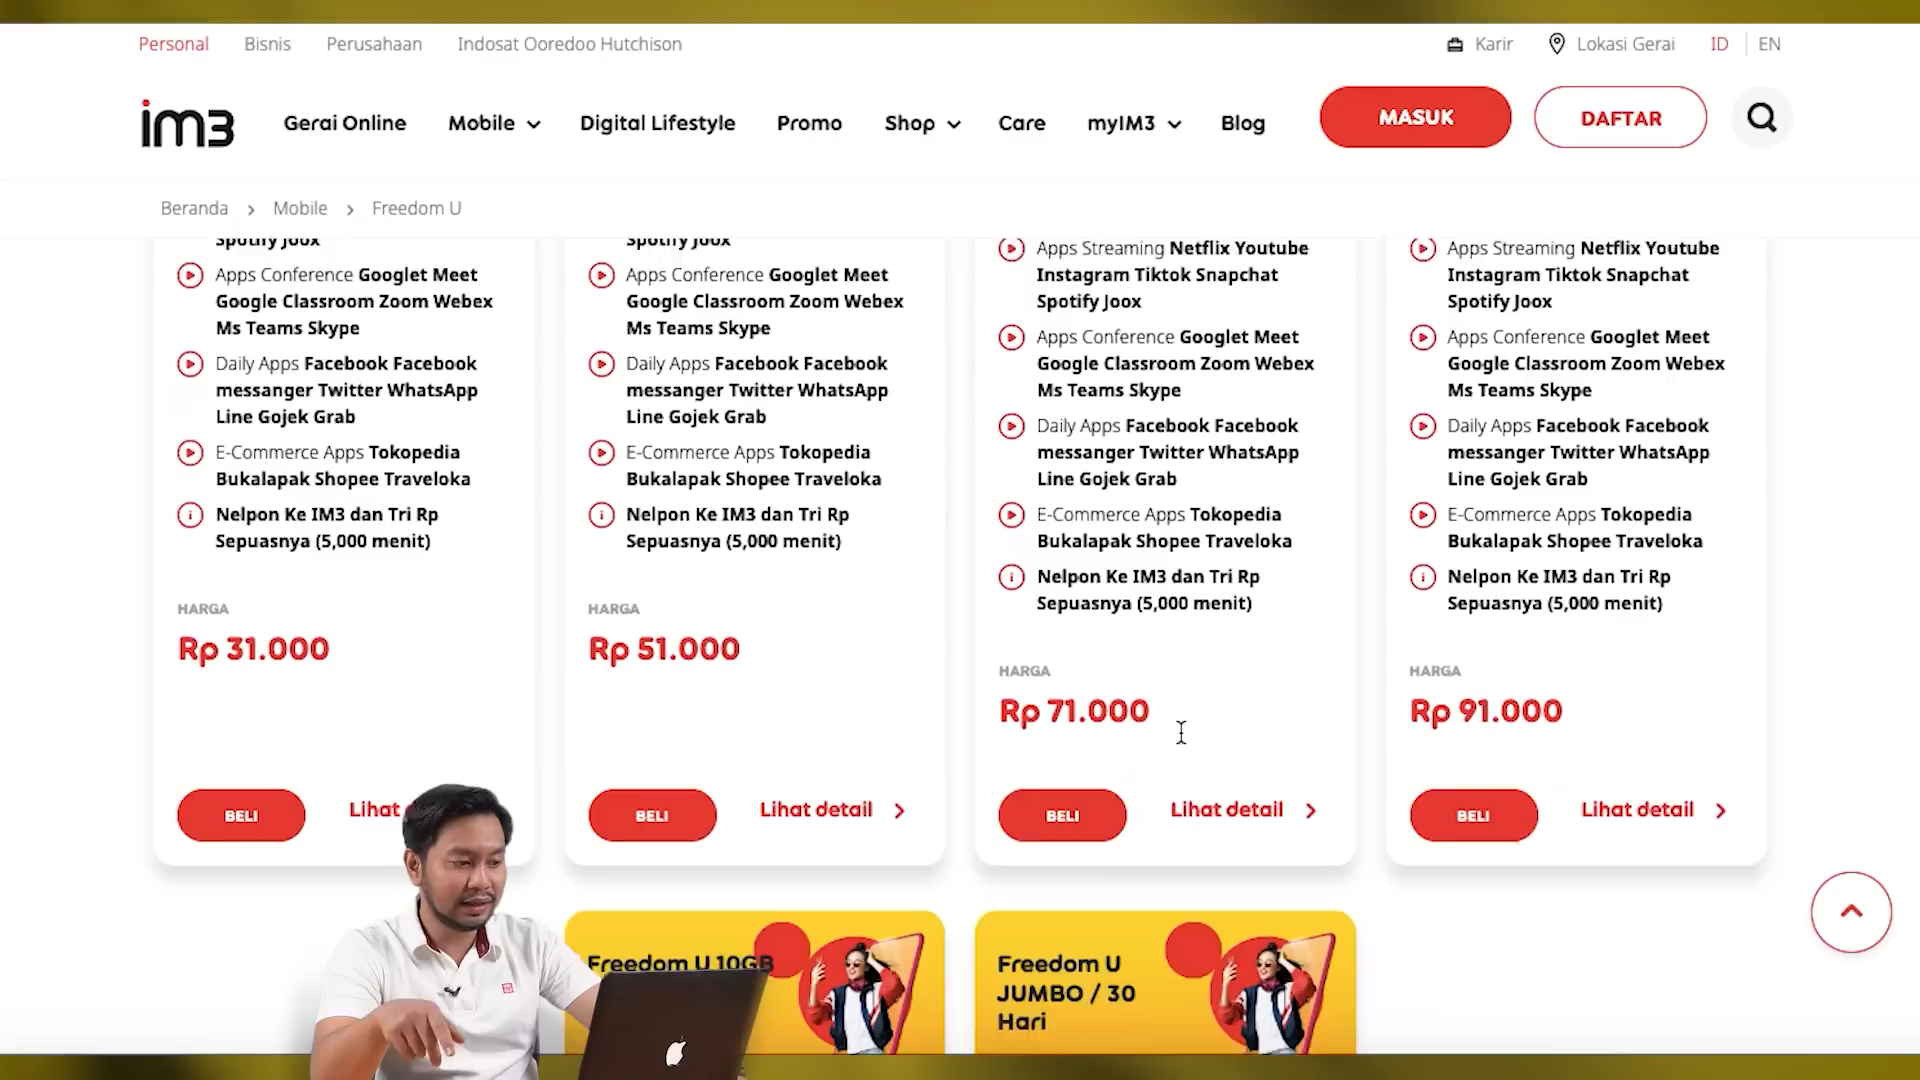 Personal Bisnis Perusahaan Indosat Ooredoo Hutchison Karir Lokasi Gerai ID EN
im3 Gerai Online Mobile Digital Lifestyle Promo Shop Care myIM3 Blog MASUK DAFTAR
Beranda > Mobile > Freedom U
Spotify Joox
Apps Conference Googlet Meet
Google Classroom Zoom Webex
Ms Teams Skype
Daily Apps Facebook Facebook
messanger Twitter WhatsApp
Line Gojek Grab
E-Commerce Apps Tokopedia
Bukalapak Shopee Traveloka
Nelpon Ke IM3 dan Tri Rp
Sepuasnya (5,000 menit)
HARGA
Rp 31.000
BELI Lihat
Spotify Joox
Apps Conference Googlet Meet
Google Classroom Zoom Webex
Ms Teams Skype
Daily Apps Facebook Facebook
messanger Twitter WhatsApp
Line Gojek Grab
E-Commerce Apps Tokopedia
Bukalapak Shopee Traveloka
Nelpon Ke IM3 dan Tri Rp
Sepuasnya (5,000 menit)
HARGA
Rp 51.000
BELI Lihat detail >
Apps Streaming Netflix Youtube
Instagram Tiktok Snapchat
Spotify Joox
Apps Conference Googlet Meet
Google Classroom Zoom Webex
Ms Teams Skype
Daily Apps Facebook Facebook
messanger Twitter WhatsApp
Line Gojek Grab
E-Commerce Apps Tokopedia
Bukalapak Shopee Traveloka
Nelpon Ke IM3 dan Tri Rp
Sepuasnya (5,000 menit)
HARGA
Rp 71.000
BELI Lihat detail >
Apps Streaming Netflix Youtube
Instagram Tiktok Snapchat
Spotify Joox
Apps Conference Googlet Meet
Google Classroom Zoom Webex
Ms Teams Skype
Daily Apps Facebook Facebook
messanger Twitter WhatsApp
Line Gojek Grab
E-Commerce Apps Tokopedia
Bukalapak Shopee Traveloka
Nelpon Ke IM3 dan Tri Rp
Sepuasnya (5,000 menit)
HARGA
Rp 91.000
BELI Lihat detail >
Freedom U 10GB
Freedom U
JUMBO / 30
Hari